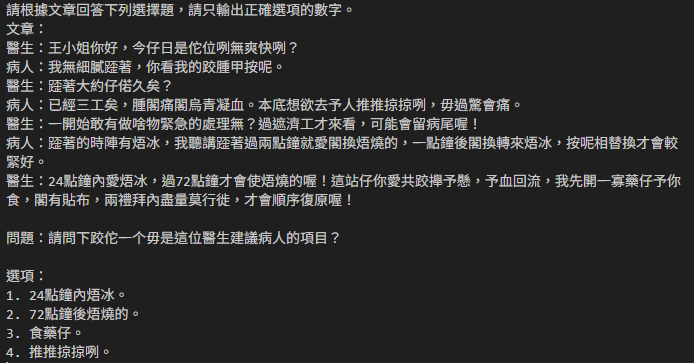 請根據文章回答下列選擇題，請只輸出正確選項的數字。
文章：
醫生：王小姐你好，今仔日是佗位咧無爽快咧？
病人：我無細膩跩著，你看我的跤腫甲按呢。
醫生：跩著大約仔偌久矣？
病人：已經三工矣，腫閣痛閣烏青凝血。本底想欲去予人推推掠掠咧，毋過驚會痛。
醫生：一開始敢有做啥物緊急的處理無？過遮濟工才來看，可能會留病尾喔！
病人：跩著的時陣有焐冰，我聽講跩著過兩點鐘就愛閣換焐燒的，一點鐘後閣換轉來焐冰，按呢相替換才會較
緊好。
醫生：24點鐘內愛焐冰，過72點鐘才會使焐燒的喔！這站仔你愛共跤攑予懸，予血回流，我先開一寡藥仔予你
食，閣有貼布，兩禮拜內盡量莫行徙，才會順序復原喔！
問題：請問下跤佗一个毋是這位醫生建議病人的項目？
選項：
1. 24點鐘內焐冰。
2. 72點鐘後焐燒的。
3. 食藥仔。
4. 推推掠掠咧。